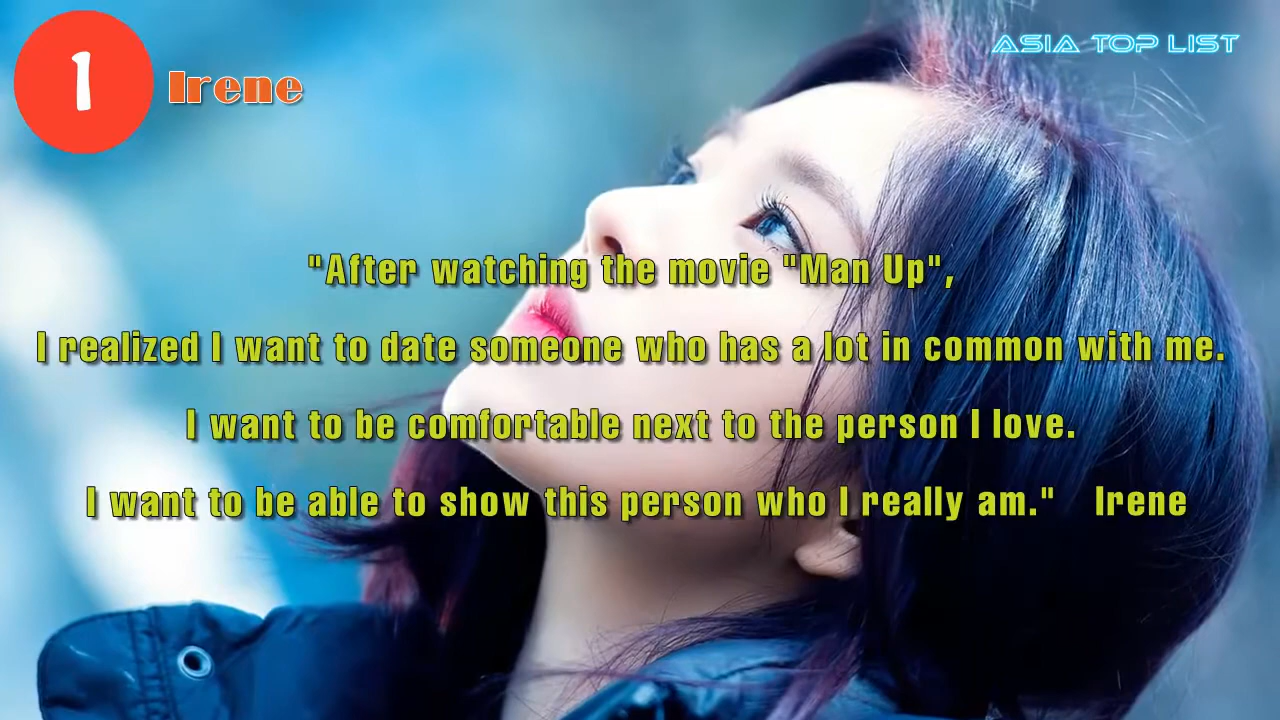 1
Irene
ASIA TOP LIST
"After watching the movie "Man Up",
I realized I want to date someone who has a lot in common with me.
I want to be comfortable next to the person I love.
I want to be able to show this person who I really am." Irene